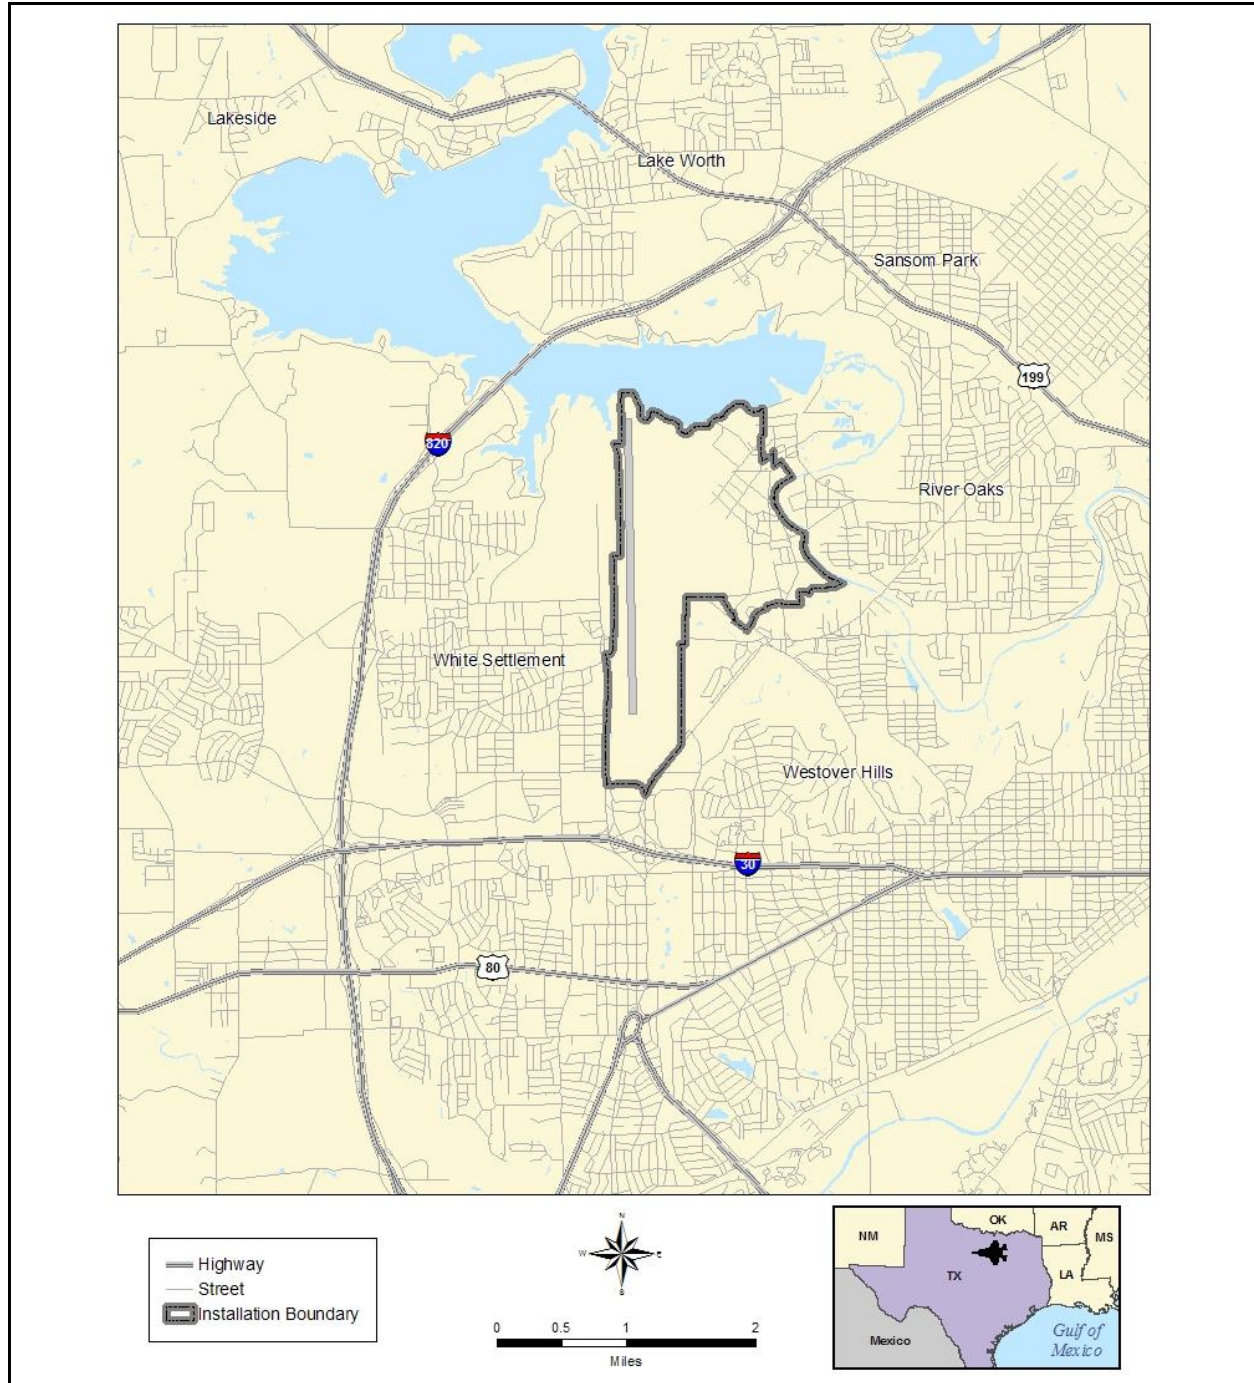 Lakeside
Lake Worth
Sansom Park
199
820
River Oaks
White Settlement
Westover Hills
30
80
Highway
Street
Installation Boundary
N
W
E
S
0 0.5 1 2
Miles
NM
OK
AR
MS
TX
LA
Mexico
Gulf of
Mexico